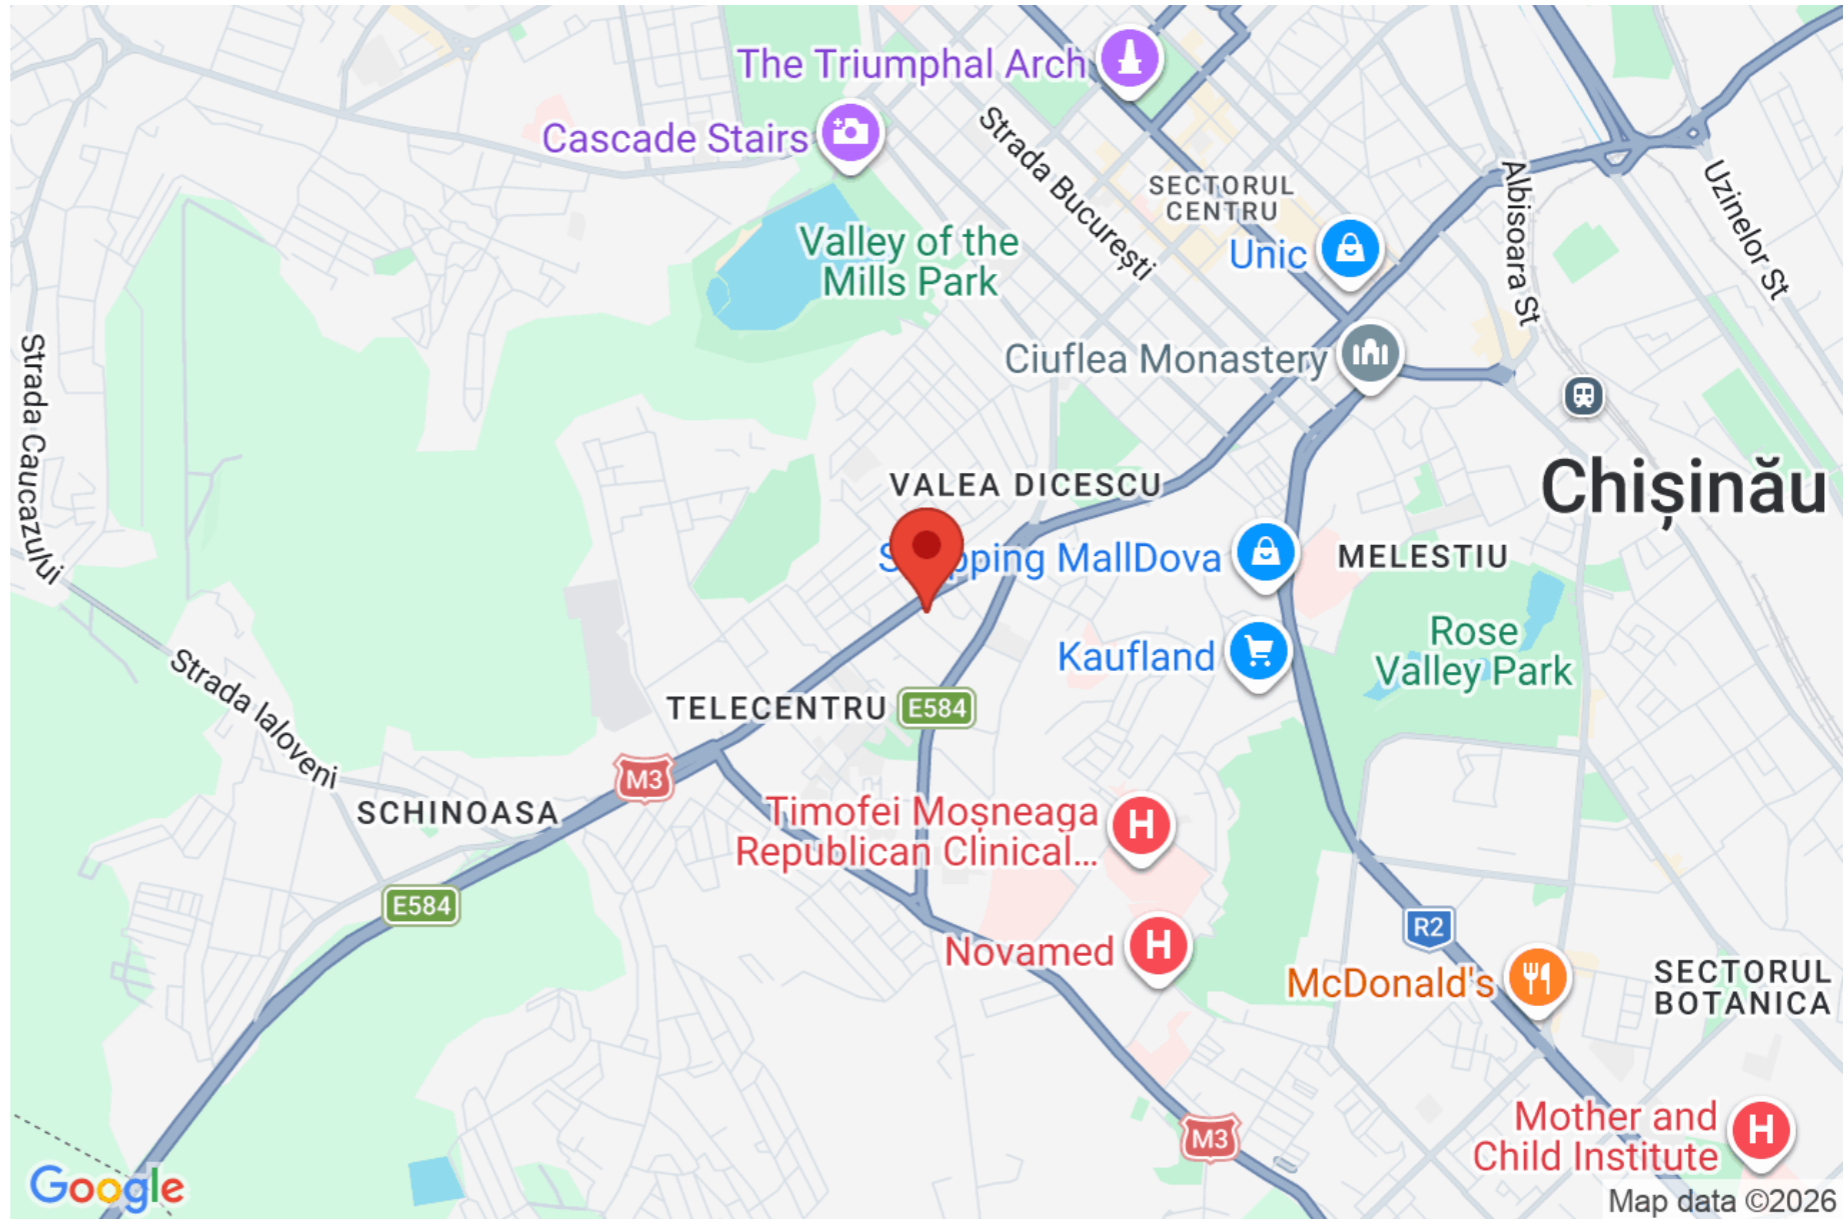 The Triumphal Arch
Cascade Stairs
Strada București
SECTORUL
CENTRU
Albisoara St
Uzinelor St
Valley of the
Mills Park
Unic
Strada Caucazului
Ciuflea Monastery
VALEA DICESCU
Chișinău
pping MallDova
MELESTIU
Rose
Valley Park
Kaufland
Strada Ialoveni
TELECENTRU
E584
M3
SCHINOASA
Timofei Moșneaga
Republican Clinical...
H
E584
R2
Novamed
H
McDonald's
SECTORUL
BOTANICA
Mother and
Child Institute
H
M3
Google
Map data ©2026